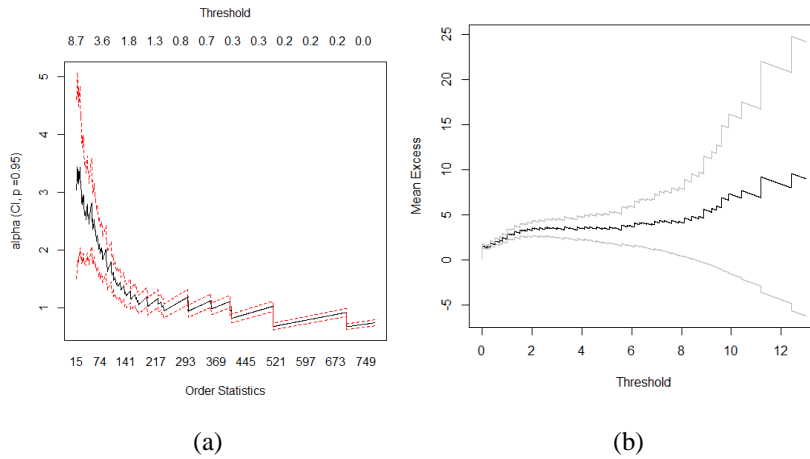 Threshold
8.7 3.6 1.8 1.3 0.8 0.7 0.3 0.3 0.2 0.2 0.2 0.0
alpha (CI, p =0.95)
5
4
3
2
1
15 74 141 217 293 369 445 521 597 673 749
Order Statistics
(a)
Mean Excess
25
20
15
10
5
0
-5
0 2 4 6 8 10 12
Threshold
(b)